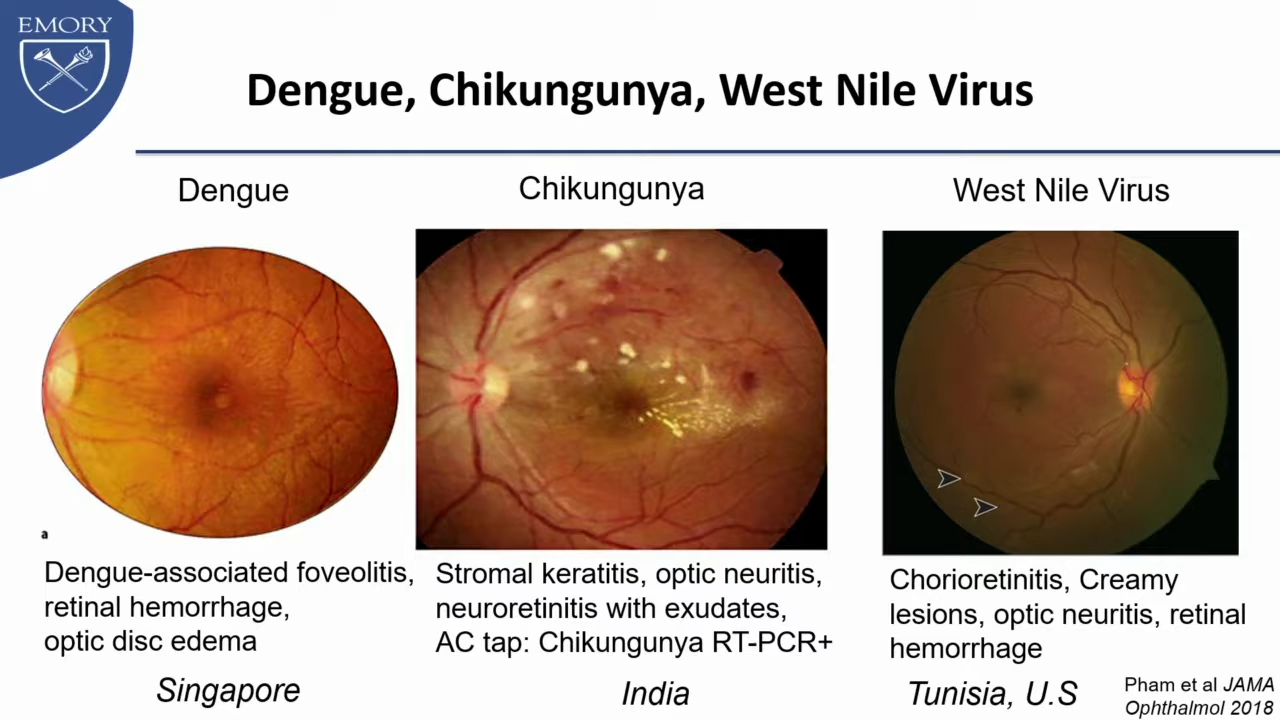 EMORY
Dengue, Chikungunya, West Nile Virus
Dengue
Chikungunya
West Nile Virus
a
Dengue-associated foveolitis,
retinal hemorrhage,
optic disc edema
Singapore
Stromal keratitis, optic neuritis,
neuroretinitis with exudates,
AC tap: Chikungunya RT-PCR+
India
Chorioretinitis, Creamy
lesions, optic neuritis, retinal
hemorrhage
Tunisia, U.S
Pham et al JAMA
Ophthalmol 2018